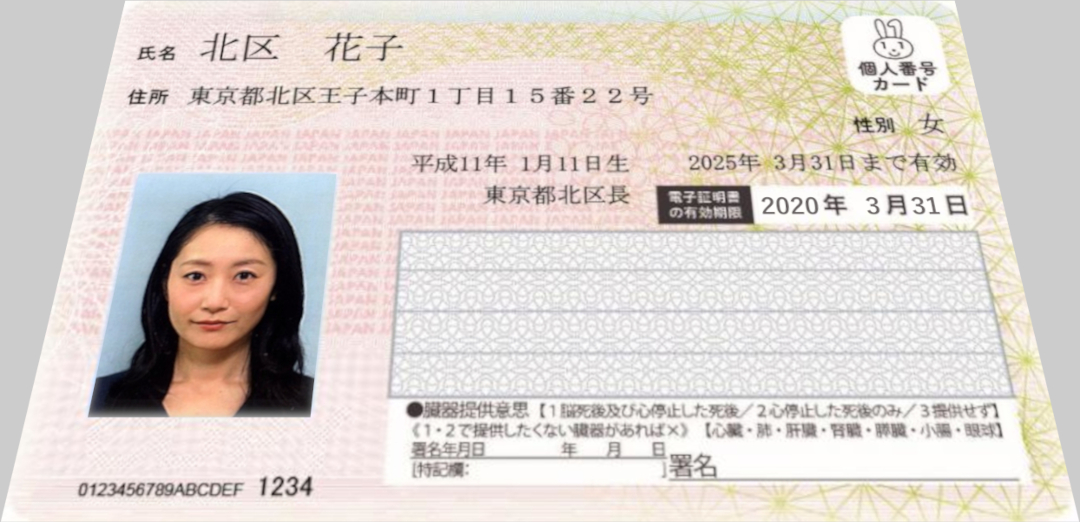 氏名 北区 花子
個人番号
カード
住所 東京都北区王子本町1丁目15番22号
性別 女
平成11年 1月11日生 2025年 3月31日まで有効
東京都北区長 電子証明書の有効期限 2020年 3月31日
●臓器提供意思【1脳死後及び心停止した死後/2心停止した死後のみ/3提供せず】
《1・2で提供したくない臓器があれば×》【心臓・肺・肝臓・腎臓・膵臓・小腸・眼球】
署名年月日 年 月 日
[特記欄: ]署名
0123456789ABCDEF 1234
JAPAN JAPAN JAPAN